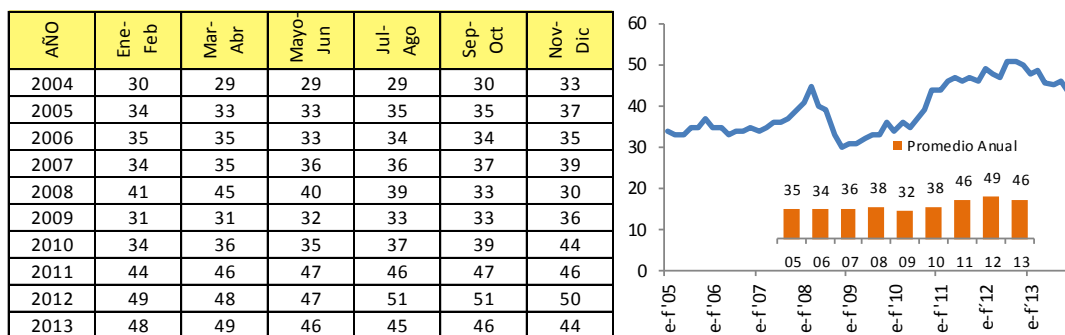 AÑO Ene-Feb Mar-Abr Mayo-Jun Jul-Ago Sep-Oct Nov-Dic
2004 30 29 29 29 30 33
2005 34 33 33 35 35 37
2006 35 35 33 34 34 35
2007 34 35 36 36 37 39
2008 41 45 40 39 33 30
2009 31 31 32 33 33 36
2010 34 36 35 37 39 44
2011 44 46 47 46 47 46
2012 49 48 47 51 51 50
2013 48 49 46 45 46 44
60
50
40
30
20
10
0
Promedio Anual
35 34 36 38 32 38 46 49 46
05 06 07 08 09 10 11 12 13
e-f'05 e-f'06 e-f'07 e-f'08 e-f'09 e-f'10 e-f'11 e-f'12 e-f'13